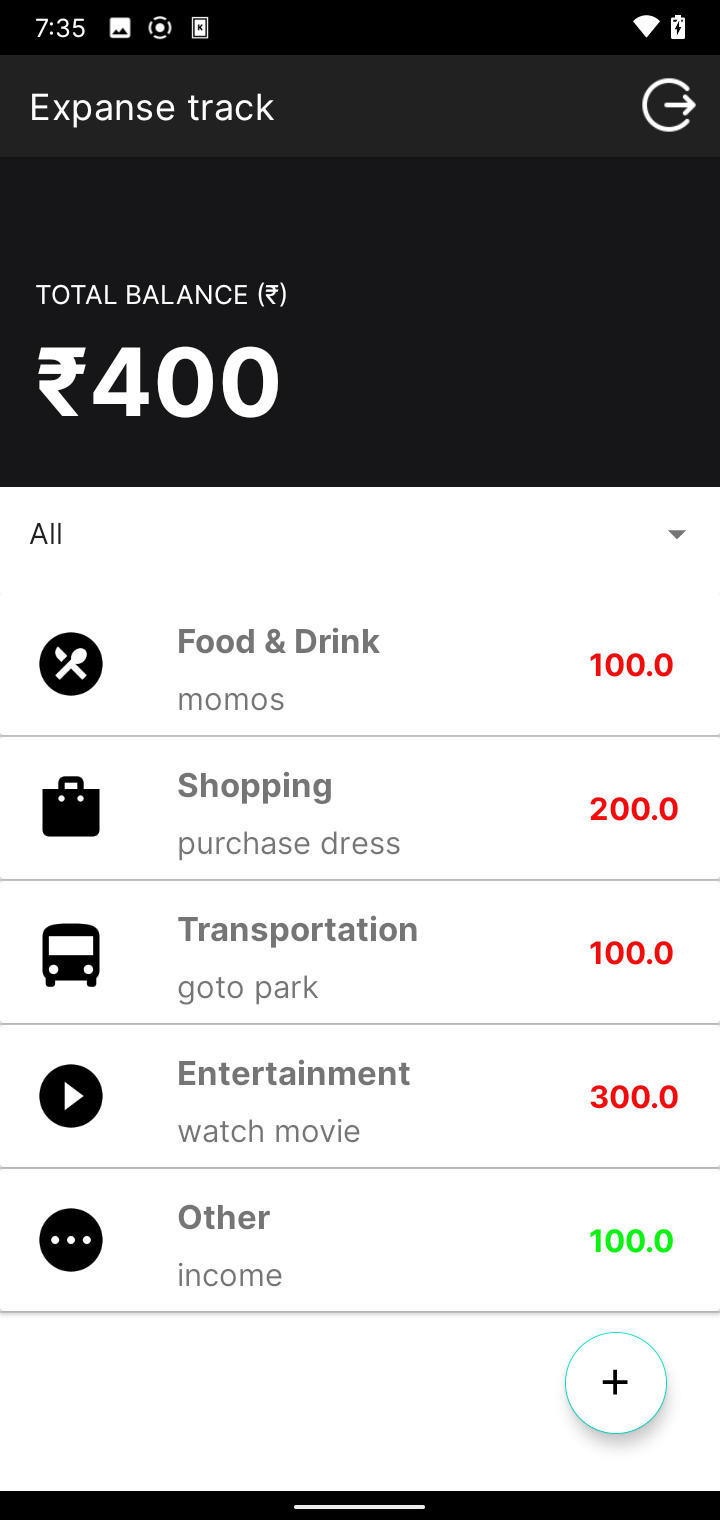 7:35
Expanse track
TOTAL BALANCE (₹)
₹400
All
Food & Drink
momos
100.0
Shopping
purchase dress
200.0
Transportation
goto park
100.0
Entertainment
watch movie
300.0
Other
income
100.0
+